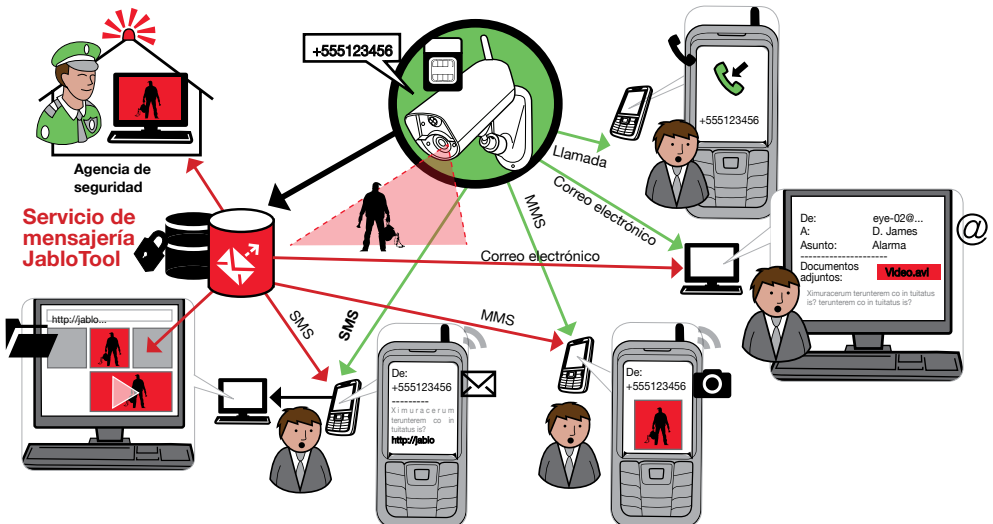 +555123456
Agencia de
seguridad
Servicio de
mensajería
JabloTool
Llamada
Correo electrónico
MMS
+555123456
De: eye-02@...
A: D. James
Asunto: Alarma
--------------------
Documentos
adjuntos:
Video.avi
Ximuracerum terunterem co in tuitatus
is? terunterem co in tuitatus is?
@
Correo electrónico
MMS
SMS
SMS
http://jablo...
De:
+555123456
----------
Ximuracerum
terunterem co in
tuitatus is?
http://jablo
De:
+555123456